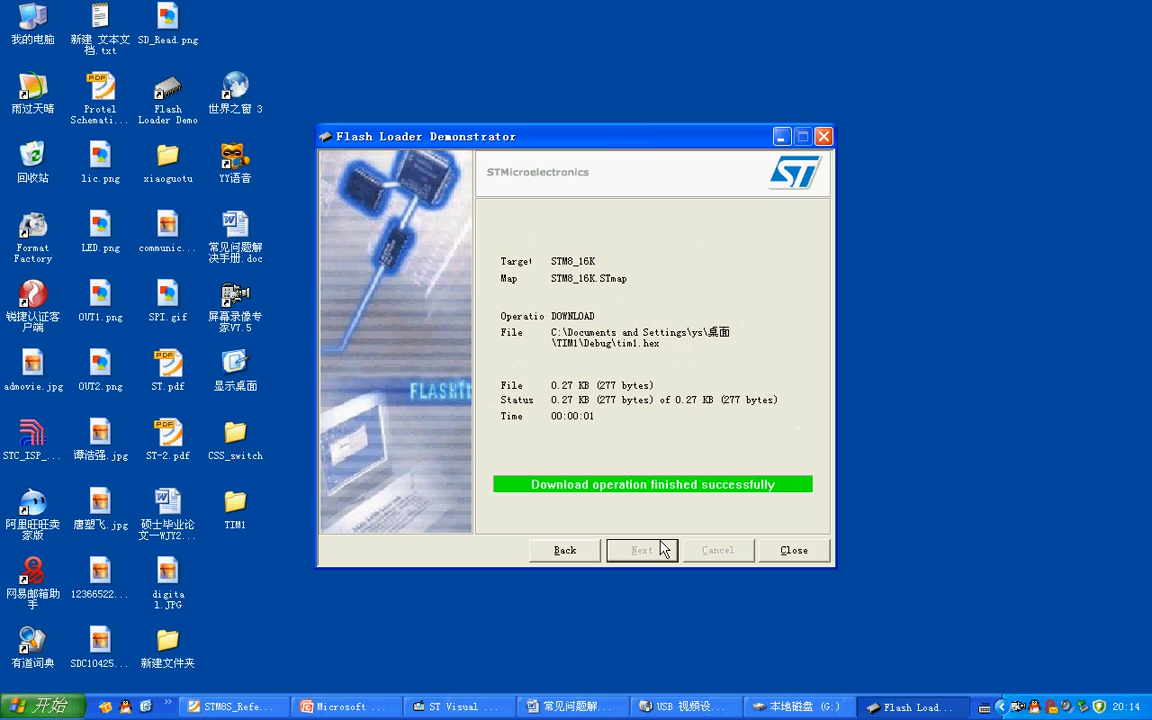 我的电脑
新建 文本文
档.txt
SD_Read.png
雨过天晴
Protel
Schemati...
Flash
Loader Demo
世界之窗 3
回收站
lic.png
xiaoguotu
YY语音
Format
Factory
LED.png
communic...
常见问题解
决手册.doc
锐捷认证客
户端
OUT1.png
SPI.gif
屏幕录像专
家V7.5
admovie.jpg
OUT2.png
ST.pdf
显示桌面
STC_ISP_...
谭浩强.jpg
ST-2.pdf
CSS_switch
阿里旺旺卖
家版
唐塑飞.jpg
硕士毕业论
文—WJY2...
TIM1
网易邮箱助
手
12366522...
digita
l.JPG
有道词典
SDC10425...
新建文件夹
Flash Loader Demonstrator
STMicroelectronics
ST
FLASHit
Target STM8_16K
Map STM8_16K.STmap
Operatio DOWNLOAD
File C:\Documents and Settings\ys\桌面
\TIM1\Debug\tim1.hex
File 0.27 KB (277 bytes)
Status 0.27 KB (277 bytes) of 0.27 KB (277 bytes)
Time 00:00:01
Download operation finished successfully
Back Next Cancel Close
开始 STM8S_Refe... Microsoft ... ST Visual ... 常见问题解... USB 视频设... 本地磁盘 (G:) Flash Load... 20:14